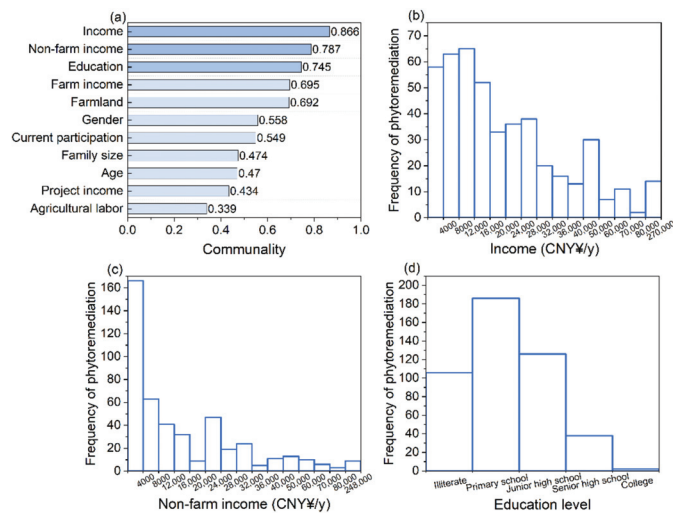 (a)
Income 0.866
Non-farm income 0.787
Education 0.745
Farm income 0.695
Farmland 0.692
Gender 0.558
Current participation 0.549
Family size 0.474
Age 0.47
Project income 0.434
Agricultural labor 0.339
0.0 0.2 0.4 0.6 0.8 1.0
Communality
(b)
Frequency of phytoremediation
70
60
50
40
30
20
10
0
4000 8000 12,000 16,000 20,000 24,000 28,000 32,000 36,000 40,000 50,000 60,000 70,000 80,000 270,000
Income (CNY¥/y)
(c)
Frequency of phytoremediation
160
140
120
100
80
60
40
20
0
4000 8000 12,000 16,000 20,000 24,000 28,000 32,000 36,000 40,000 50,000 60,000 70,000 80,000 248,000
Non-farm income (CNY¥/y)
(d)
Frequency of phytoremediation
200
180
160
140
120
100
80
60
40
20
0
Illiterate Primary school Junior high school Senior high school College
Education level